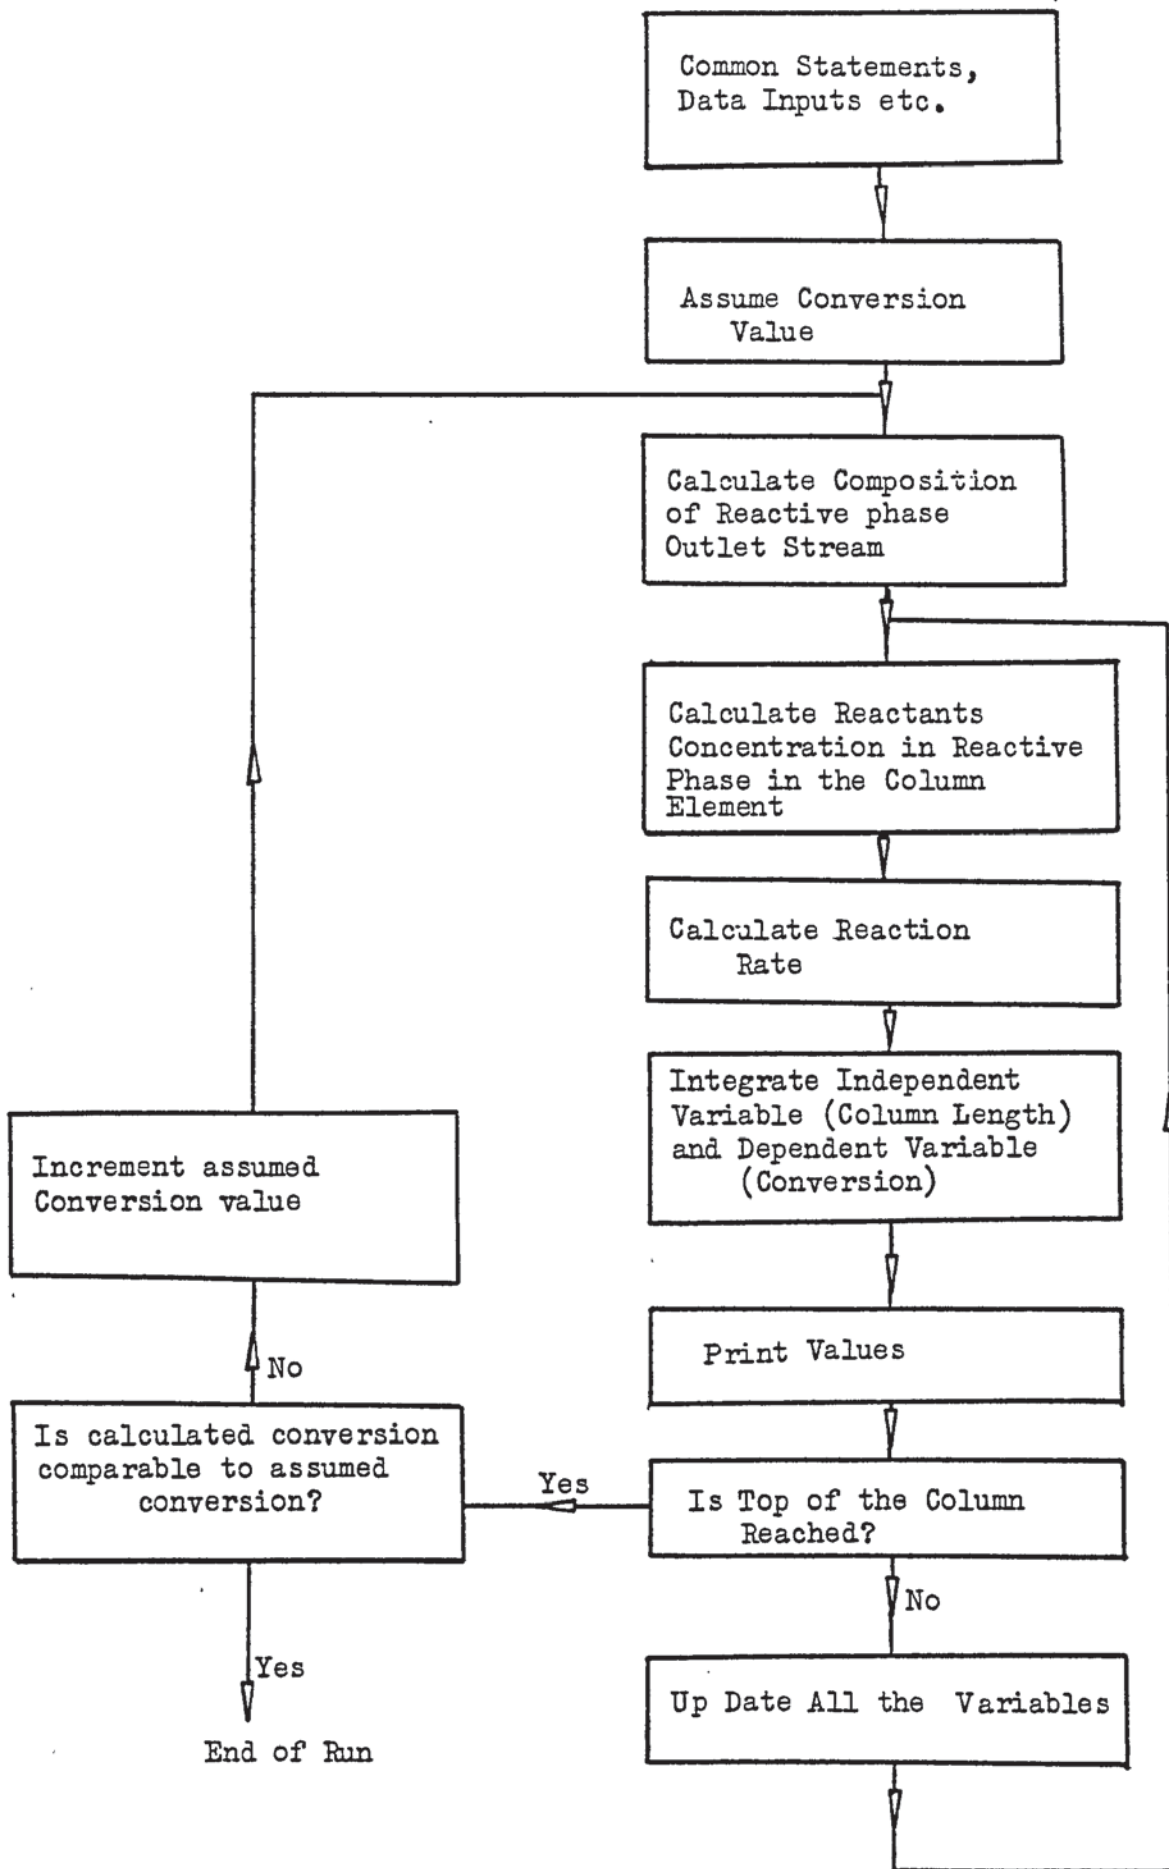 Common Statements,
Data Inputs etc.
Assume Conversion
Value
Calculate Composition
of Reactive phase
Outlet Stream
Calculate Reactants
Concentration in Reactive
Phase in the Column
Element
Calculate Reaction
Rate
Integrate Independent
Variable (Column Length)
and Dependent Variable
(Conversion)
Print Values
Is Top of the Column
Reached?
Yes
No
Up Date All the Variables
Is calculated conversion
comparable to assumed
conversion?
No
Increment assumed
Conversion value
Yes
End of Run